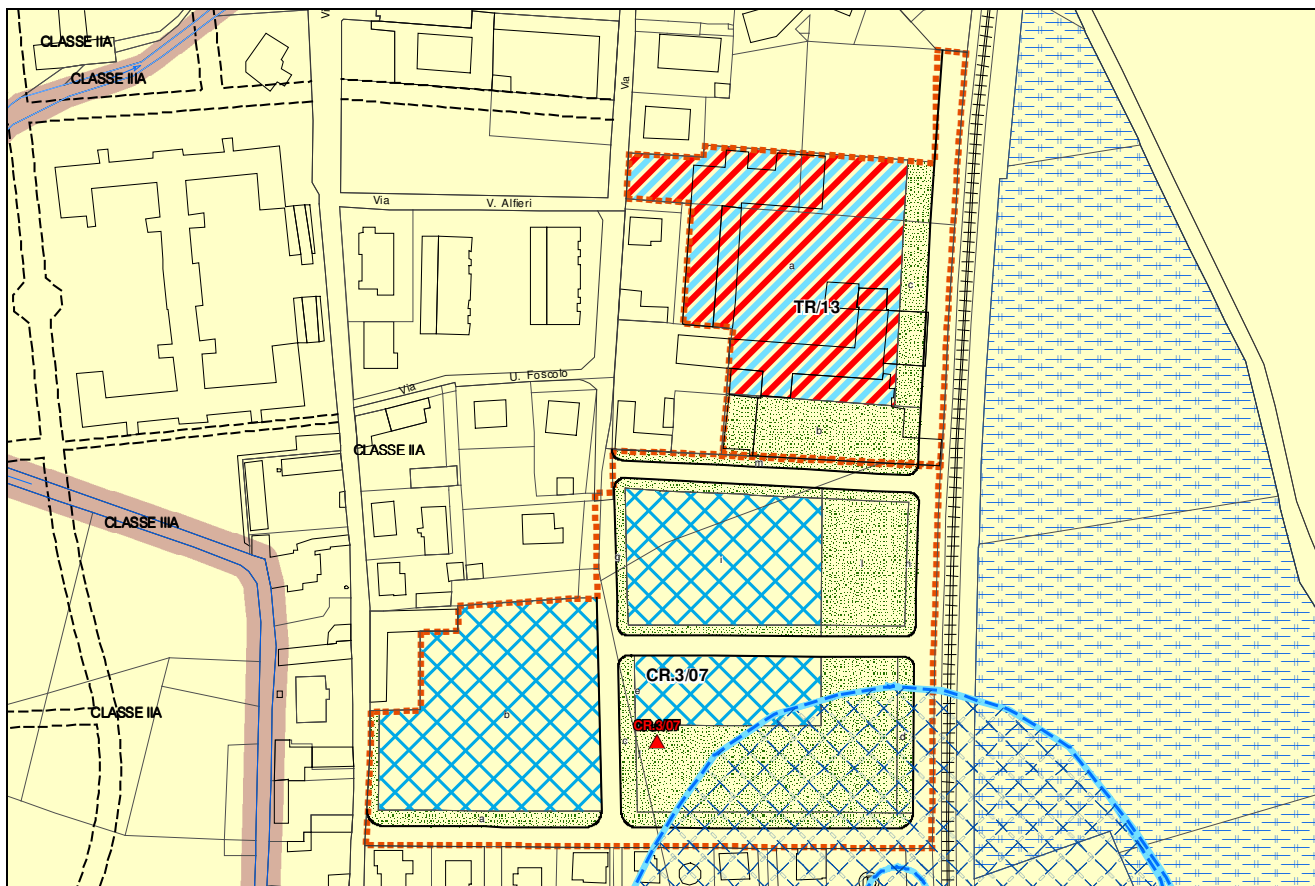 CLASSE IIA
CLASSE IIIA
Via
Via
V. Alfieri
a
c
TR/13
Via
U. Foscolo
b
CLASSE IIA
m
CLASSE IIIA
g
i
l
h
CR.3/07
e
CR.3/07
c
d
b
CLASSE IIA
a